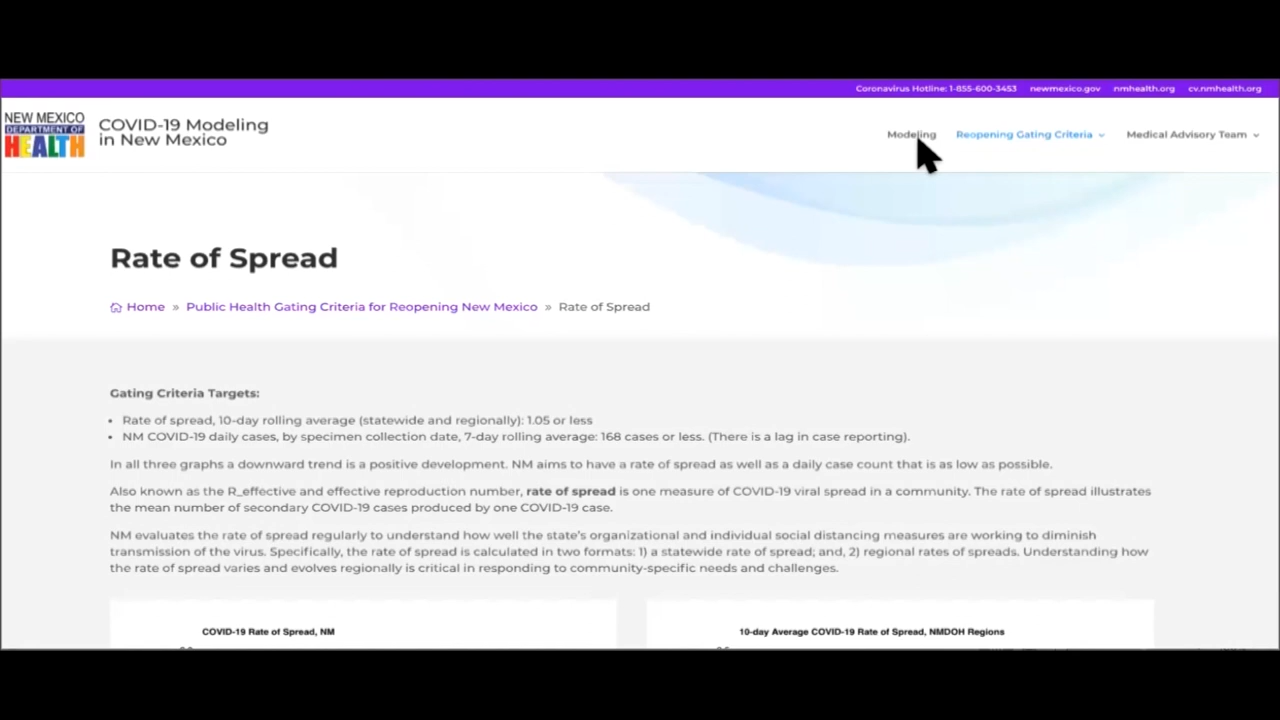 Coronavirus Hotline: 1-855-600-3453 newmexico.gov nmhealth.org cv.nmhealth.org
NEW MEXICO
DEPARTMENT OF
HEALTH
COVID-19 Modeling
in New Mexico
Modeling Reopening Gating Criteria Medical Advisory Team
Rate of Spread
Home » Public Health Gating Criteria for Reopening New Mexico » Rate of Spread
Gating Criteria Targets:
• Rate of spread, 10-day rolling average (statewide and regionally): 1.05 or less
• NM COVID-19 daily cases, by specimen collection date, 7-day rolling average: 168 cases or less. (There is a lag in case reporting).
In all three graphs a downward trend is a positive development. NM aims to have a rate of spread as well as a daily case count that is as low as possible.
Also known as the R_effective and effective reproduction number, rate of spread is one measure of COVID-19 viral spread in a community. The rate of spread illustrates
the mean number of secondary COVID-19 cases produced by one COVID-19 case.
NM evaluates the rate of spread regularly to understand how well the state's organizational and individual social distancing measures are working to diminish
transmission of the virus. Specifically, the rate of spread is calculated in two formats: 1) a statewide rate of spread; and, 2) regional rates of spreads. Understanding how
the rate of spread varies and evolves regionally is critical in responding to community-specific needs and challenges.
COVID-19 Rate of Spread, NM
10-day Average COVID-19 Rate of Spread, NMDOH Regions